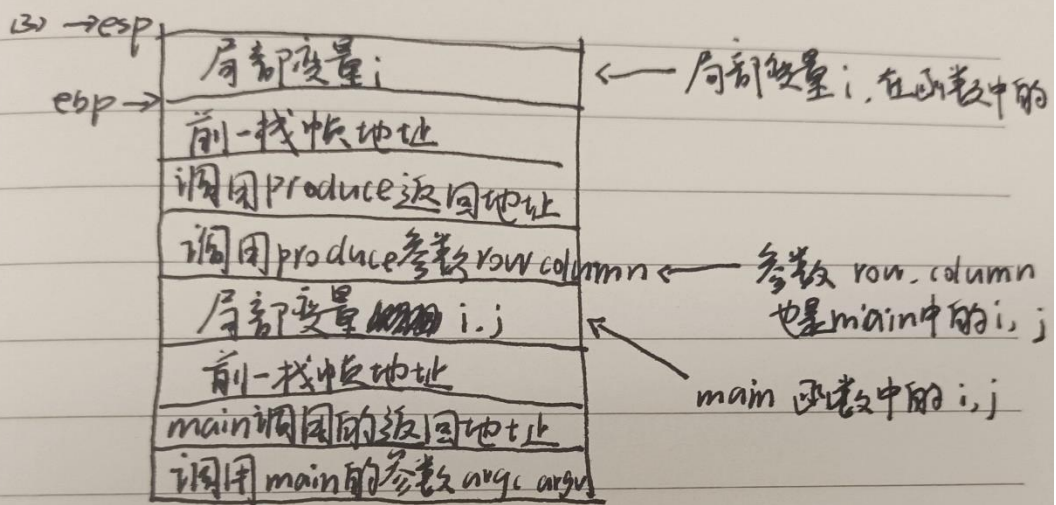 (3) →esp
局部变量i
← 局部变量i,在函数中的
ebp→
前一栈帧地址
调用produce返回地址
调用produce参数row column
← 参数 row. column
也是main中的i, j
局部变量 i.j
main 函数中的i,j
前一栈帧地址
main调用的返回地址
调用main的参数argc argv